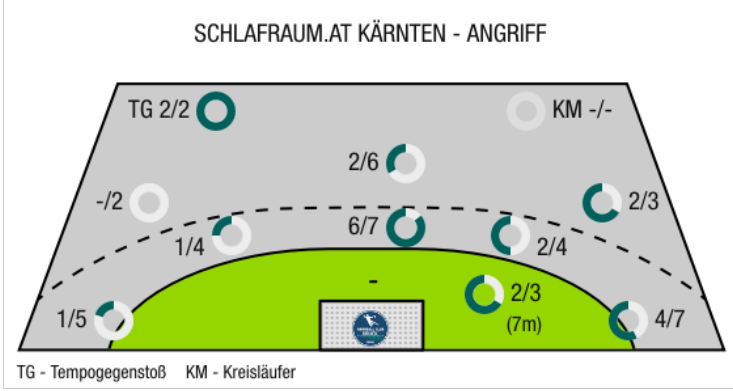 SCHLAFRAUM.AT KÄRNTEN - ANGRIFF
TG 2/2
KM -/-
2/6
-/2
2/3
1/4
6/7
2/4
-
2/3
(7m)
1/5
4/7
TG - Tempogegenstoß KM - Kreisläufer